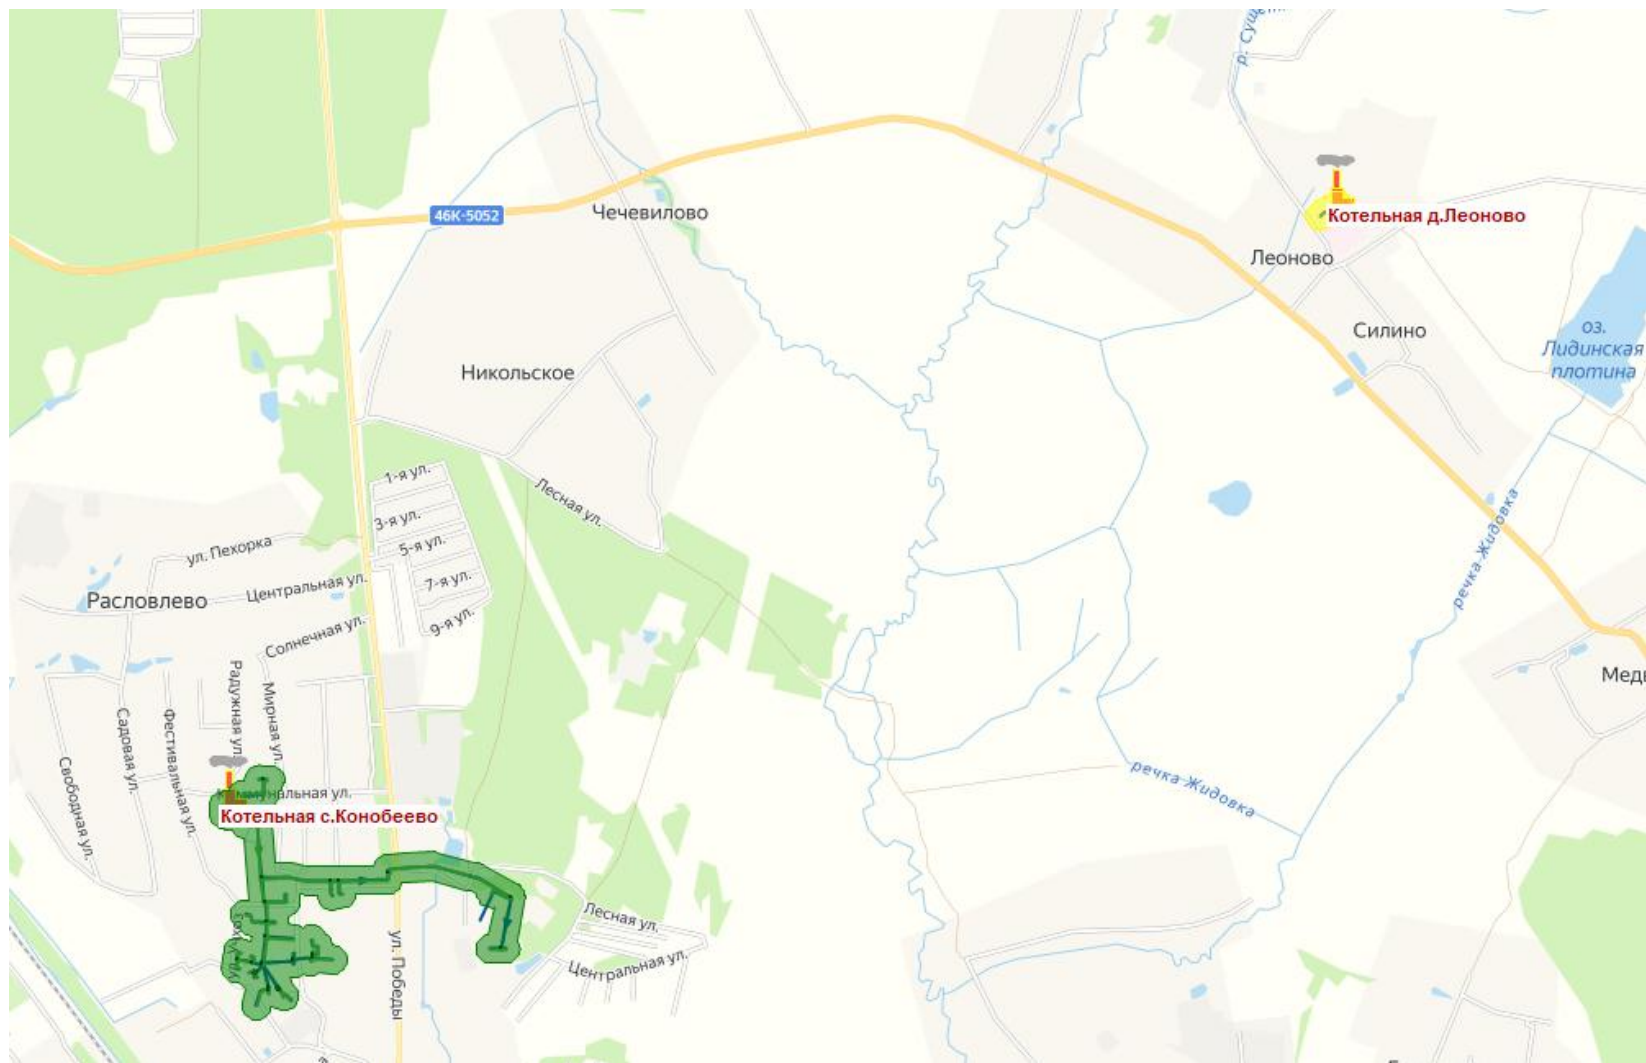 р. Суше
46К-5052
Чечевилово
Котельная д.Леоново
Леоново
Силино
оз.
Лидинская
плотина
Никольское
1-я ул.
Лесная ул.
3-я ул.
5-я ул.
ул. Пехорка
7-я ул.
Центральная ул.
Расловлево
9-я ул.
Солнечная ул.
речка Жидовка
Радужная ул.
Мирная ул.
Садовая ул.
Фестивальная ул.
Свободная ул.
Коммунальная ул.
Котельная с.Конобеево
речка Жидовка
Лесная ул.
ул. Победы
Центральная ул.